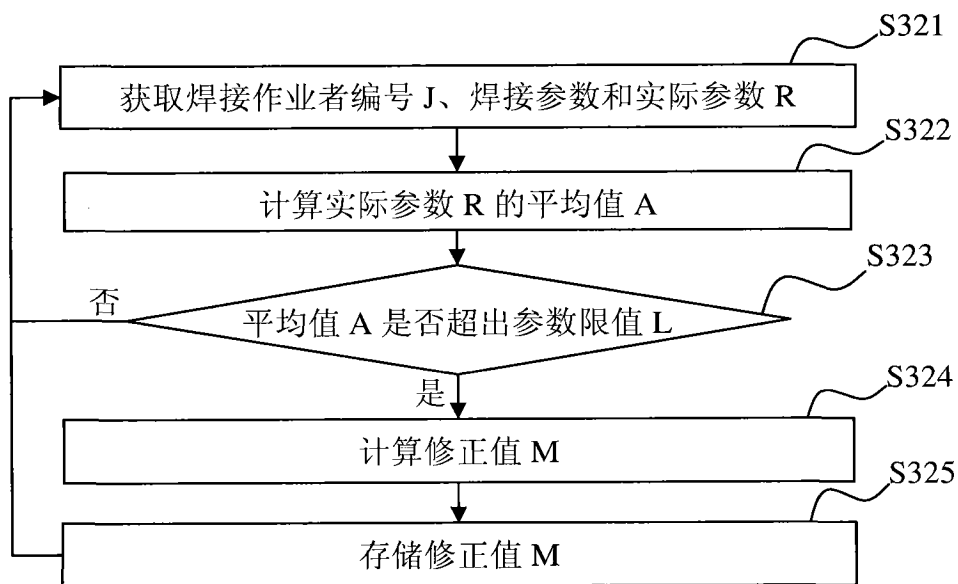 S321
获取焊接作业者编号 J、焊接参数和实际参数 R
S322
计算实际参数 R 的平均值 A
S323
否
平均值 A 是否超出参数限值 L
是
S324
计算修正值 M
S325
存储修正值 M